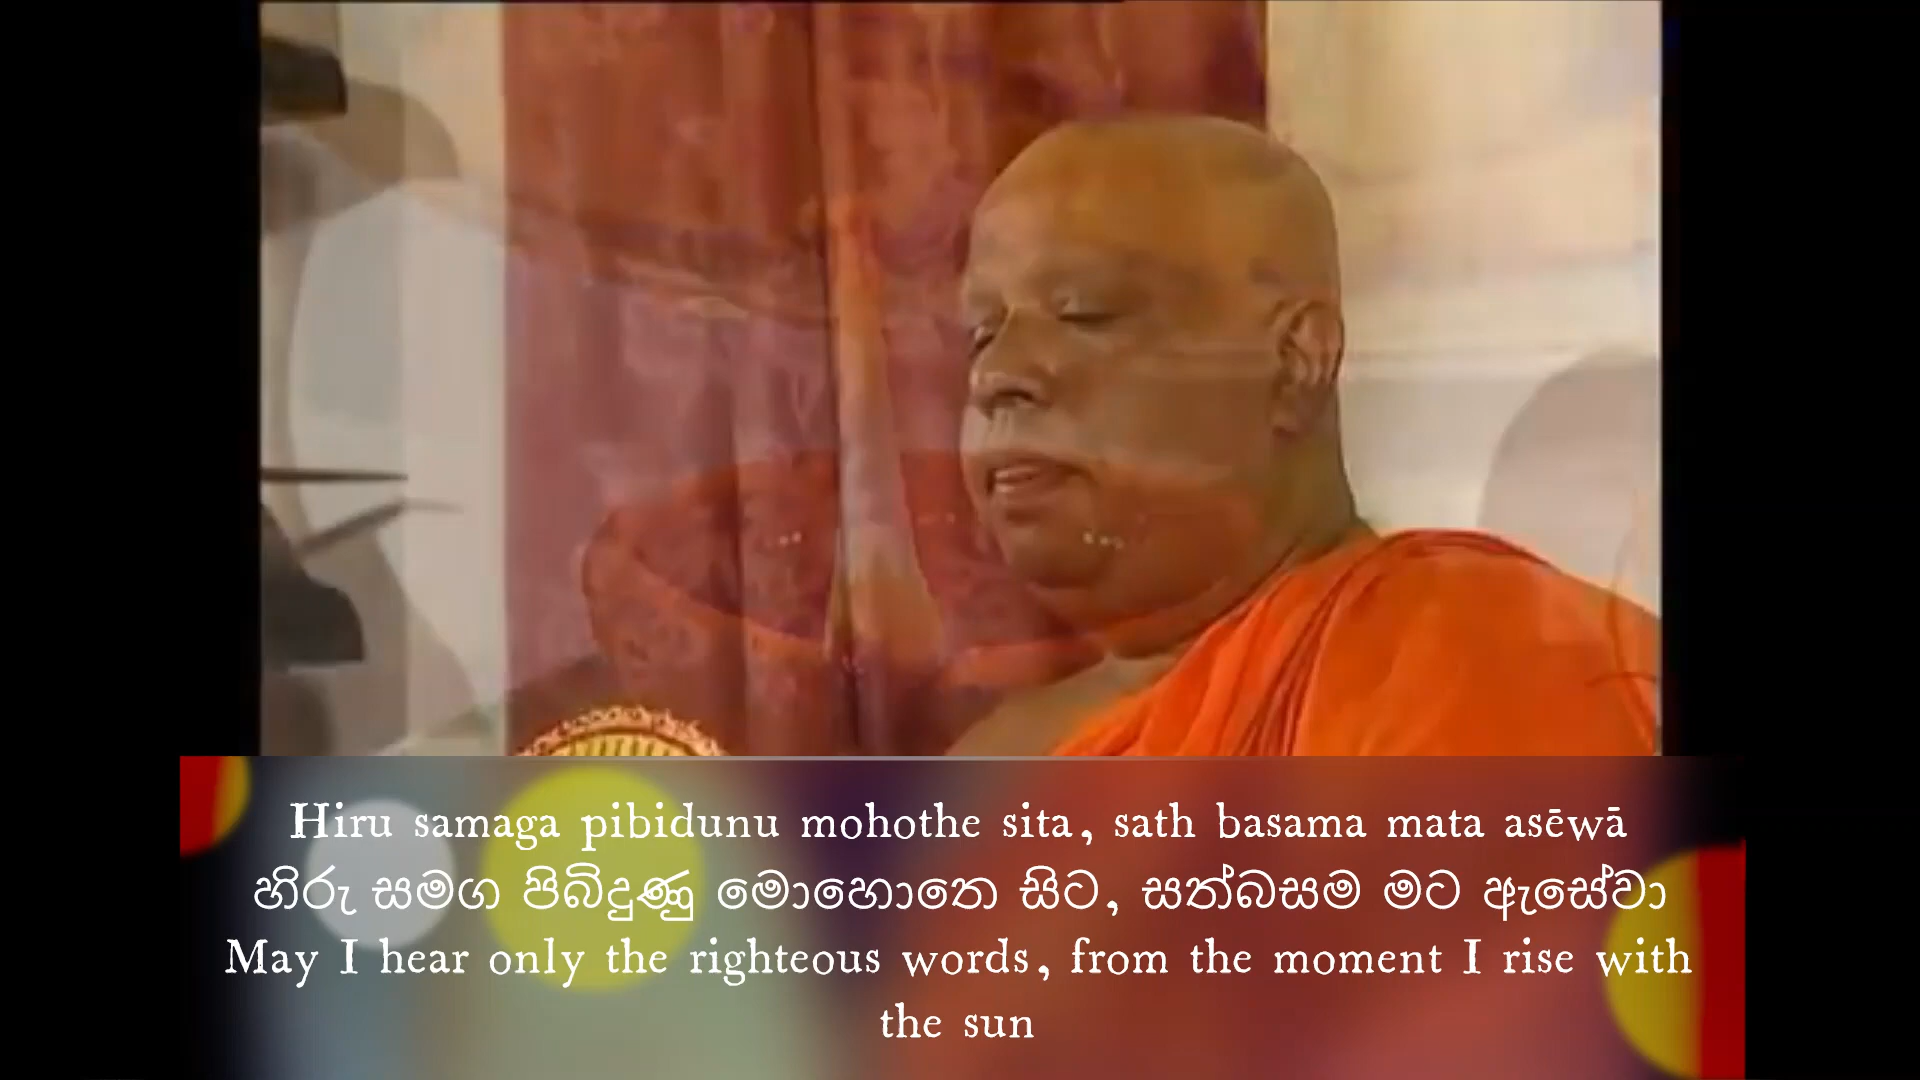 Hiru samaga pibidunu mohothe sita, sath basama mata asēwā
හිරු සමග පිබිදුණු මොහොතෙ සිට, සත්බසම මට ඇසේවා
May I hear only the righteous words, from the moment I rise with
the sun